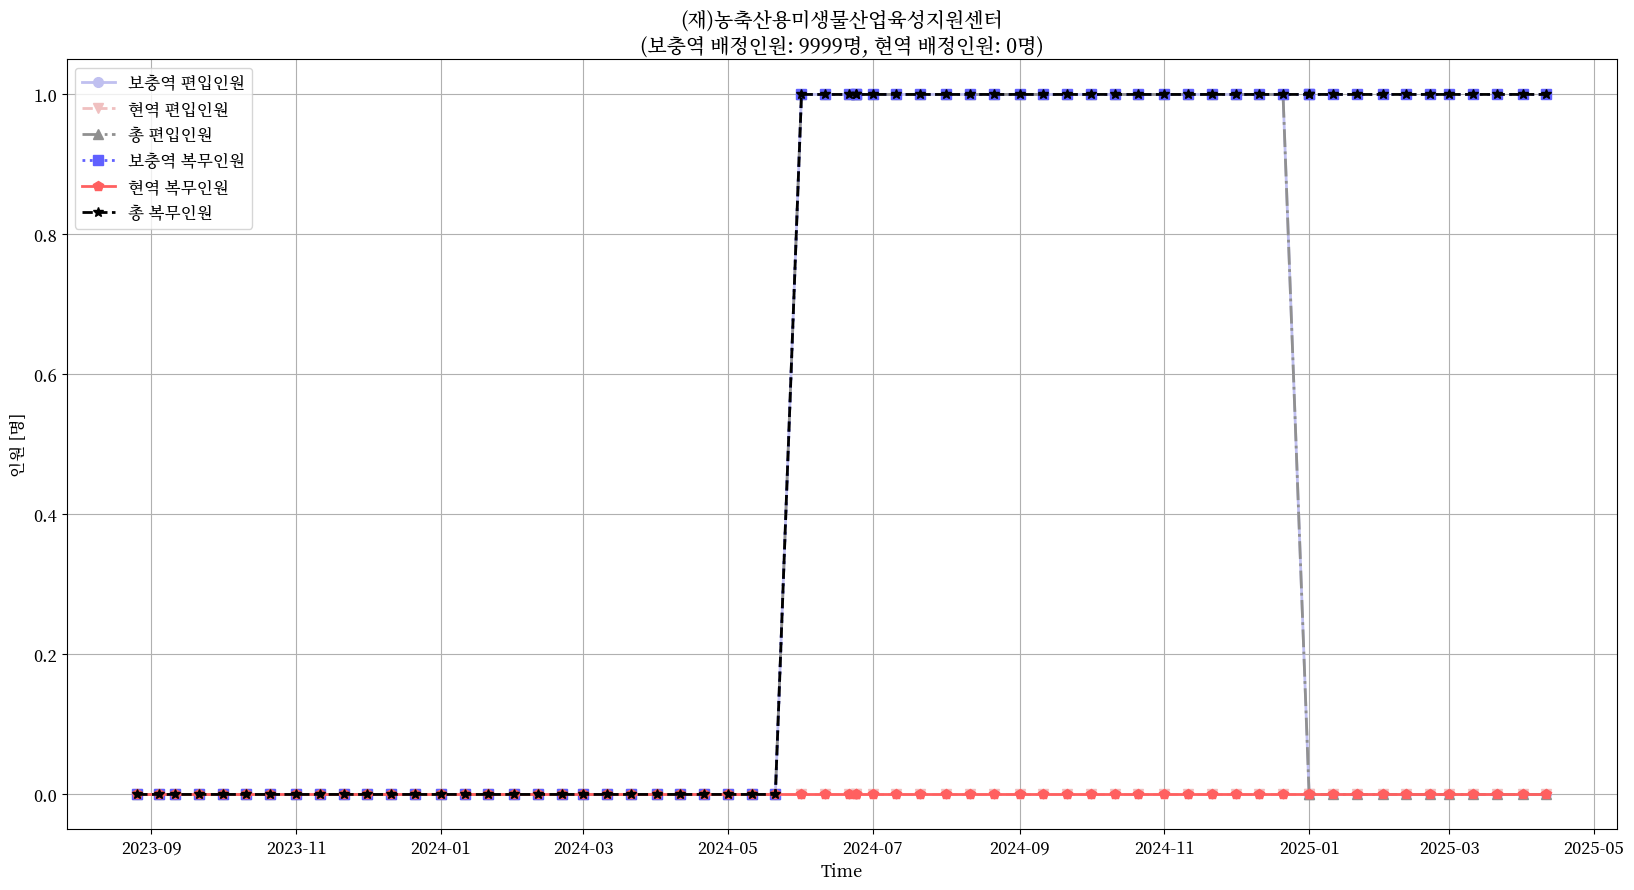 (재)농축산용미생물산업육성지원센터
(보충역 배정인원: 9999명, 현역 배정인원: 0명)
보충역 편입인원
현역 편입인원
총 편입인원
보충역 복무인원
현역 복무인원
총 복무인원
1.0
0.8
0.6
0.4
0.2
0.0
인원 [명]
2023-09
2023-11
2024-01
2024-03
2024-05
2024-07
2024-09
2024-11
2025-01
2025-03
2025-05
Time